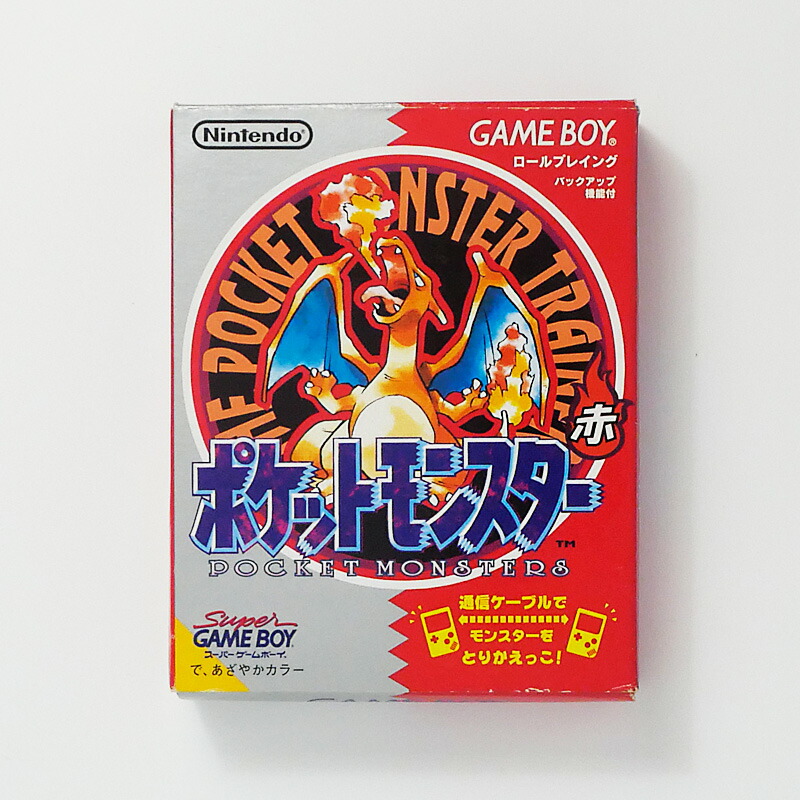 Nintendo®
GAME BOY®
ロールプレイング
バックアップ
機能付
THE POCKET MONSTER TRAINER
赤
ポケットモンスター
TM
POCKET MONSTERS
Super
GAME BOY
スーパーゲームボーイ
で、あざやかカラー
通信ケーブルで
モンスターを
とりかえっこ!